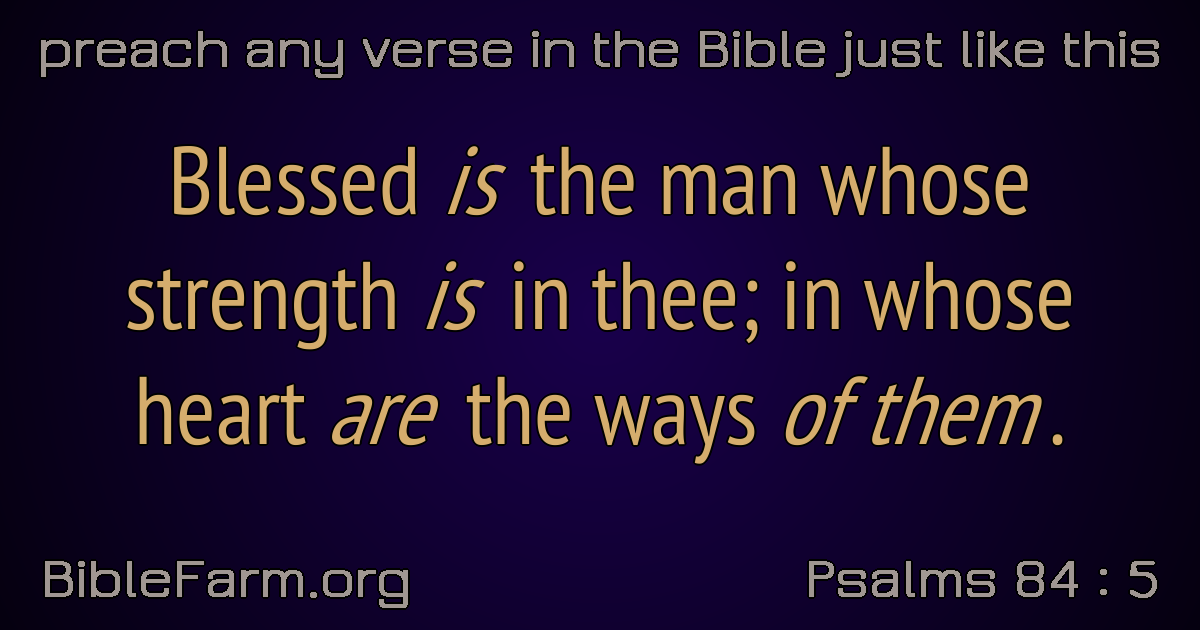 preach any verse in the Bible just like this
Blessed is the man whose
strength is in thee; in whose
heart are the ways of them.
BibleFarm.org
Psalms 84 : 5